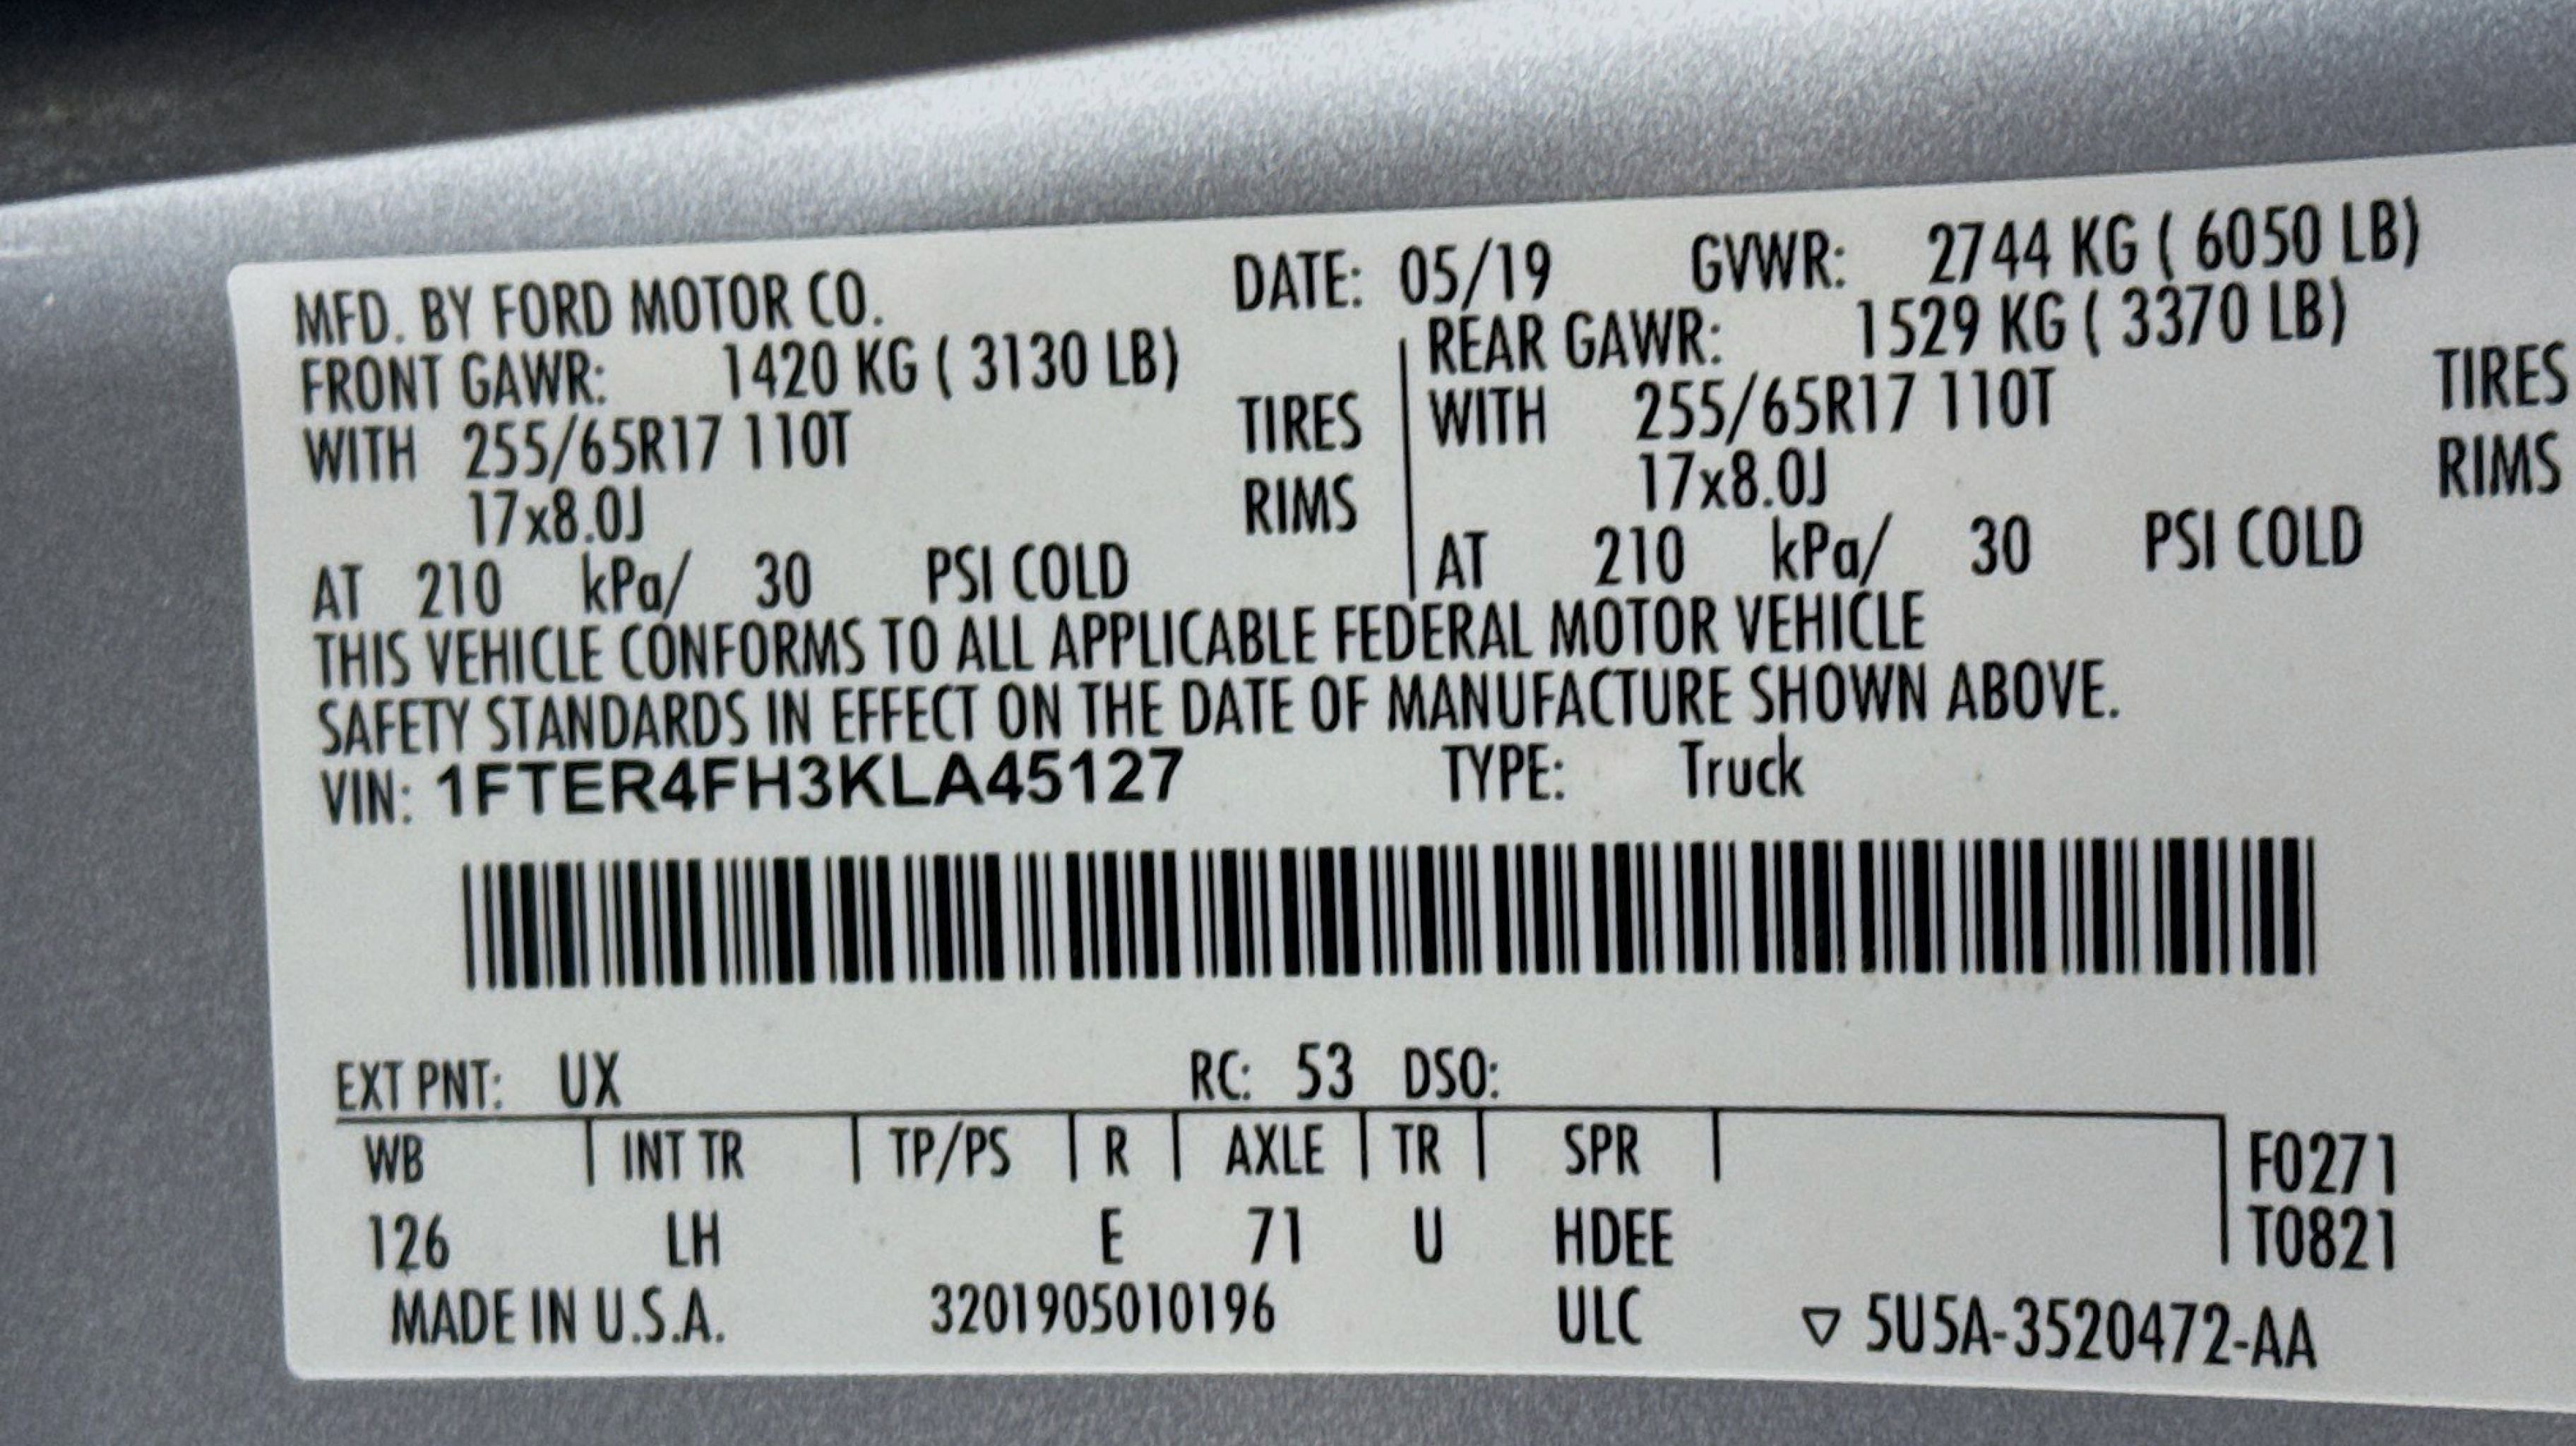 MFD. BY FORD MOTOR CO. DATE: 05/19 GVWR: 2744 KG ( 6050 LB)
FRONT GAWR: 1420 KG ( 3130 LB) REAR GAWR: 1529 KG ( 3370 LB)
WITH 255/65R17 110T TIRES WITH 255/65R17 110T TIRES
17x8.0J RIMS 17x8.0J RIMS
AT 210 kPa/ 30 PSI COLD AT 210 kPa/ 30 PSI COLD
THIS VEHICLE CONFORMS TO ALL APPLICABLE FEDERAL MOTOR VEHICLE
SAFETY STANDARDS IN EFFECT ON THE DATE OF MANUFACTURE SHOWN ABOVE.
VIN: 1FTER4FH3KLA45127 TYPE: Truck
EXT PNT: UX RC: 53 DSO:
WB INT TR TP/PS R AXLE TR SPR F0271
126 LH E 71 U HDEE T0821
MADE IN U.S.A. 3201905010196 ULC ▽ 5U5A-3520472-AA